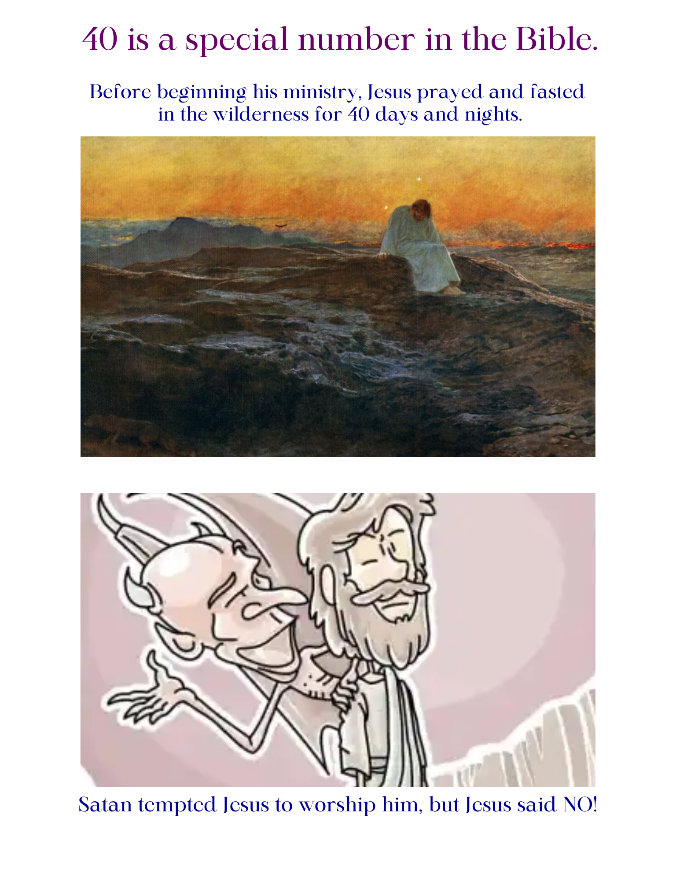 40 is a special number in the Bible.
Before beginning his ministry, Jesus prayed and fasted
in the wilderness for 40 days and nights.
Satan tempted Jesus to worship him, but Jesus said NO!